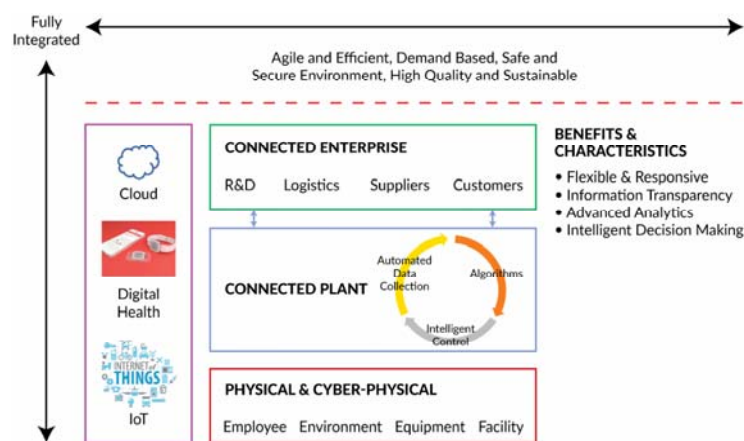 Fully
Integrated
Agile and Efficient, Demand Based, Safe and
Secure Environment, High Quality and Sustainable
Cloud
Digital
Health
INTERNET of
THINGS
IoT
CONNECTED ENTERPRISE
R&D Logistics Suppliers Customers
CONNECTED PLANT
Automated
Data
Collection
Algorithms
Intelligent
Control
PHYSICAL & CYBER-PHYSICAL
Employee Environment Equipment Facility
BENEFITS &
CHARACTERISTICS
• Flexible & Responsive
• Information Transparency
• Advanced Analytics
• Intelligent Decision Making